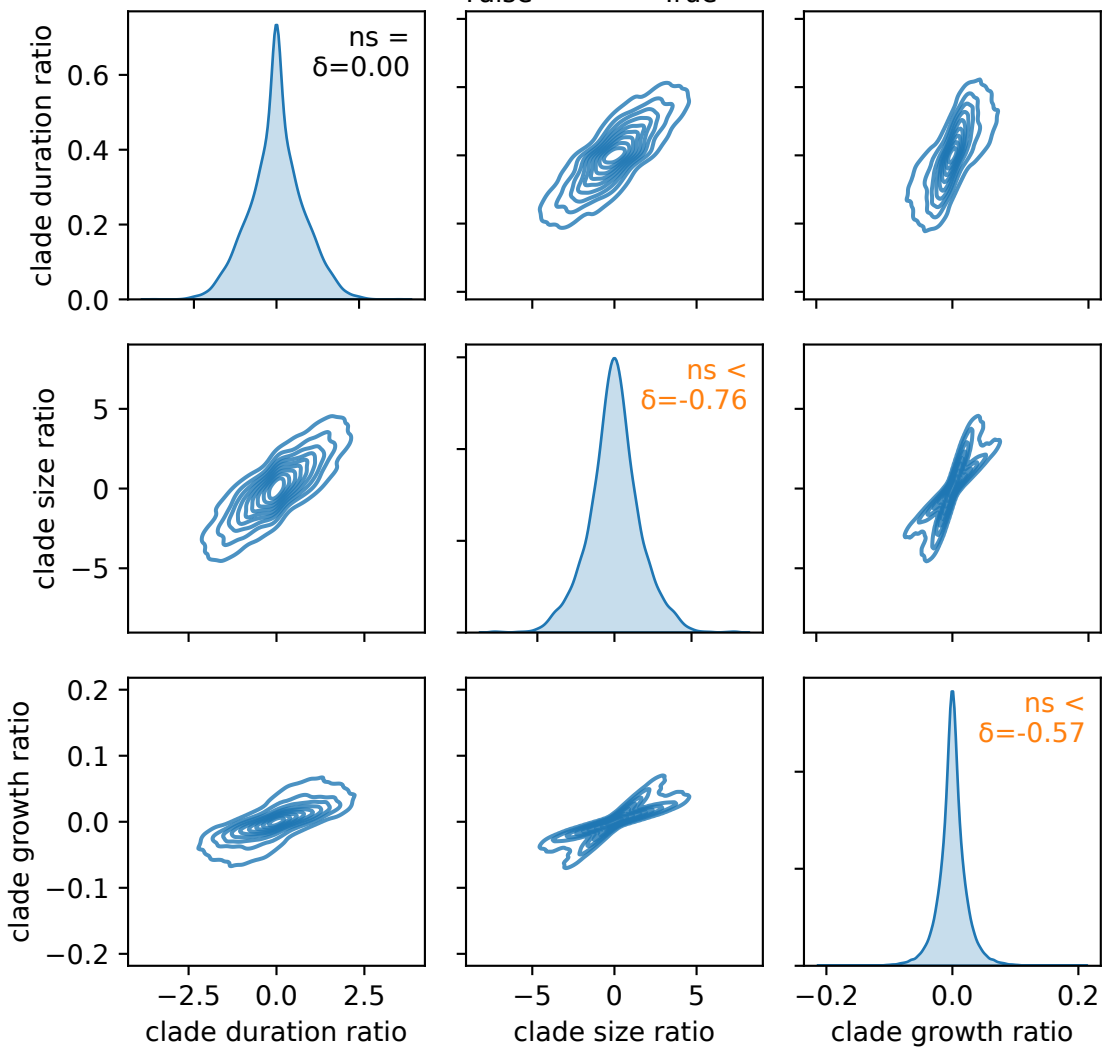 ns =
δ=0.00
clade duration ratio
0.6
0.4
0.2
0.0
ns <
δ=-0.76
clade size ratio
5
0
−5
ns <
δ=-0.57
clade growth ratio
0.2
0.1
0.0
−0.1
−0.2
−2.5 0.0 2.5
−5 0 5
−0.2 0.0 0.2
clade duration ratio
clade size ratio
clade growth ratio